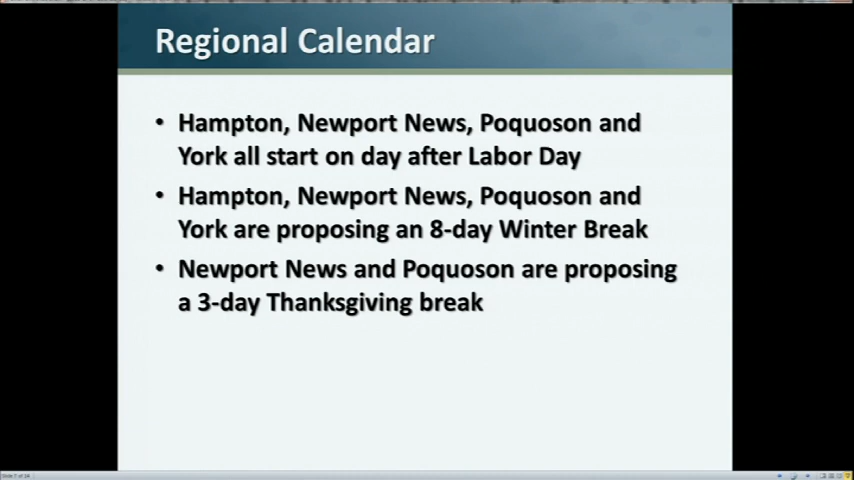 Regional Calendar
• Hampton, Newport News, Poquoson and
York all start on day after Labor Day
• Hampton, Newport News, Poquoson and
York are proposing an 8-day Winter Break
• Newport News and Poquoson are proposing
a 3-day Thanksgiving break